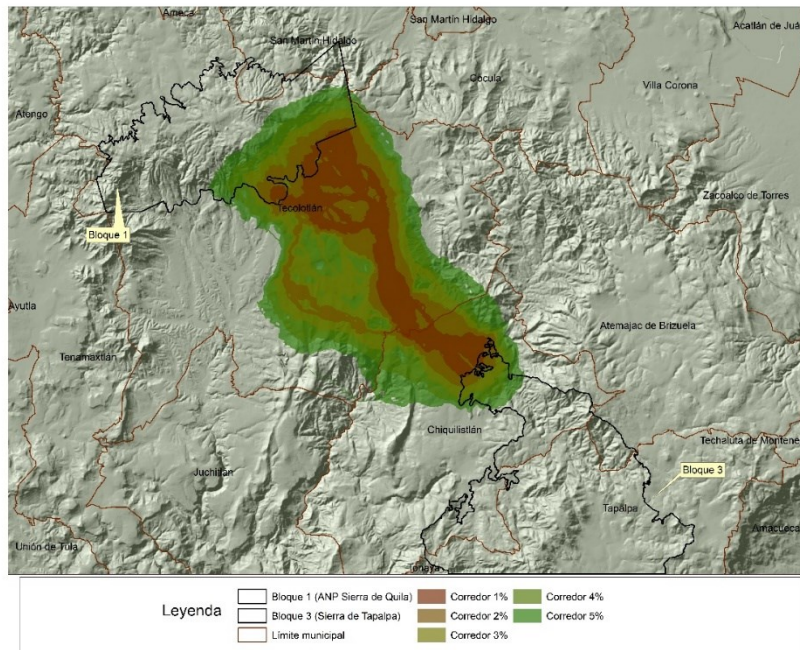 Ameca
San Martín Hidalgo
Acatlán de Juá
San Martín Hidalgo
Cocula
Villa Corona
Atengo
Zacoalco de Torres
Tecolotlán
Bloque 1
Ayutla
Atemajac de Brizuela
Tenamaxtlán
Chiquilistlán
Techaluta de Montene
Juchitlán
Bloque 3
Tapalpa
Amacueca
Unión de Tula
Tonaya
Leyenda
Bloque 1 (ANP Sierra de Quila)
Bloque 3 (Sierra de Tapalpa)
Límite municipal
Corredor 1%
Corredor 2%
Corredor 3%
Corredor 4%
Corredor 5%